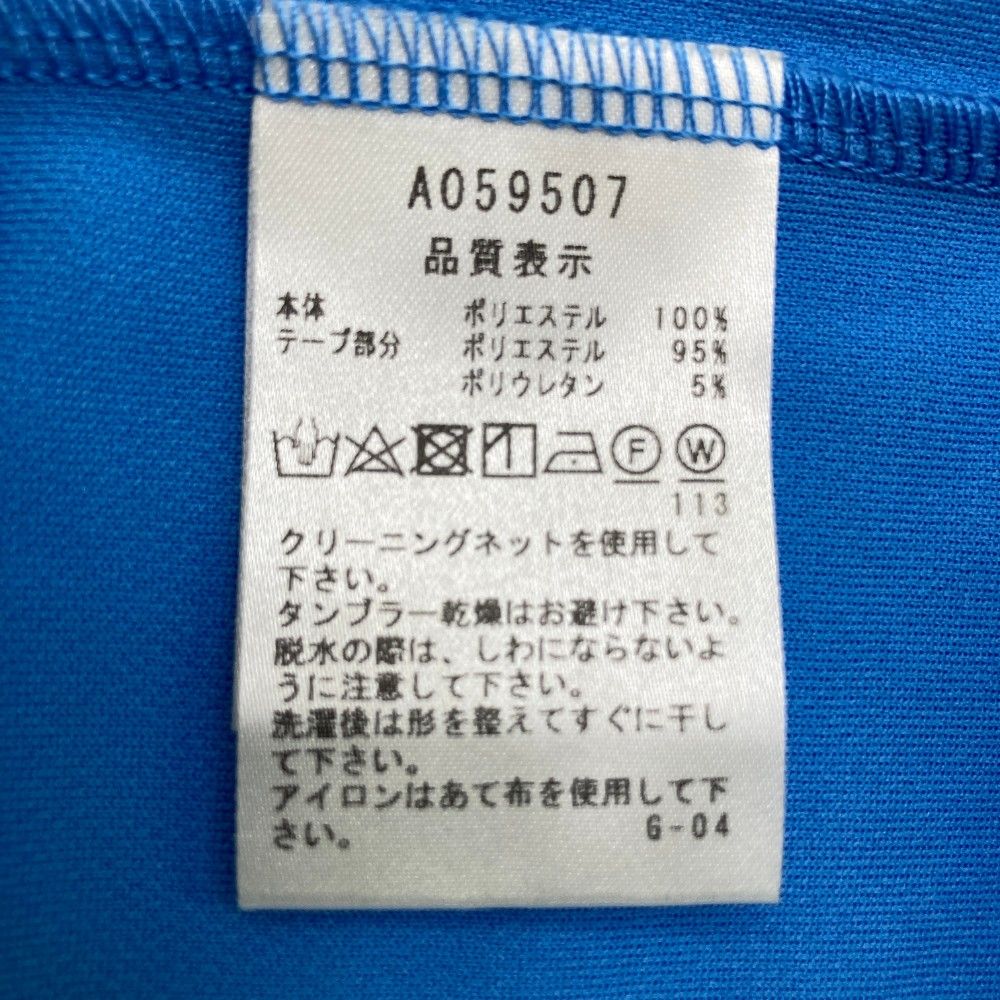 A059507
品質表示
本体 ポリエステル 100%
テープ部分 ポリエステル 95%
ポリウレタン 5%
F W
113
クリーニングネットを使用して
下さい。
タンブラー乾燥はお避け下さい。
脱水の際は、しわにならないよ
うに注意して下さい。
洗濯後は形を整えてすぐに干し
て下さい。
アイロンはあて布を使用して下
さい。 G-04